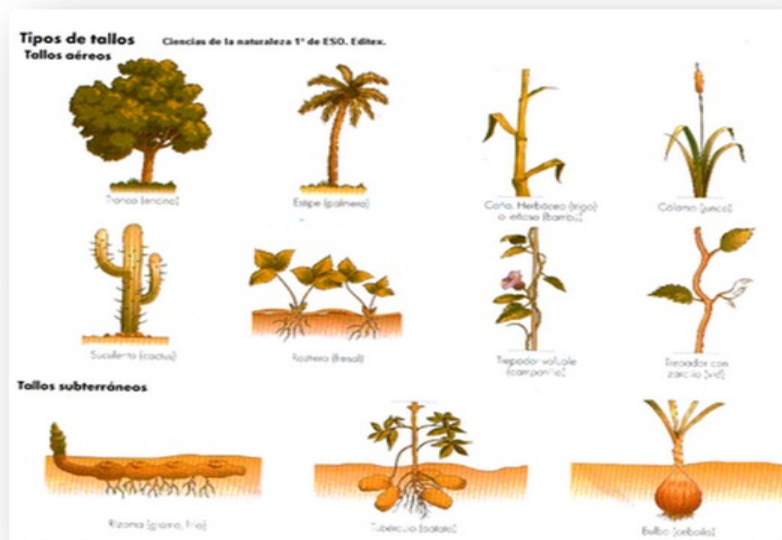 Tipos de tallos
Ciencias de la naturaleza 1º de ESO. Editex.
Tallos aéreos
Tronco (encina)
Estipe (palmera)
Caña. Herbáceo (trigo)
o leñoso (bambú)
Cálamo (junco)
Suculento (cactus)
Rastrero (fresal)
Trepador voluble
(campanilla)
Trepador con
zarcillo (vid)
Tallos subterráneos
Rizoma (grama, lirio)
Tubérculo (patata)
Bulbo (cebolla)